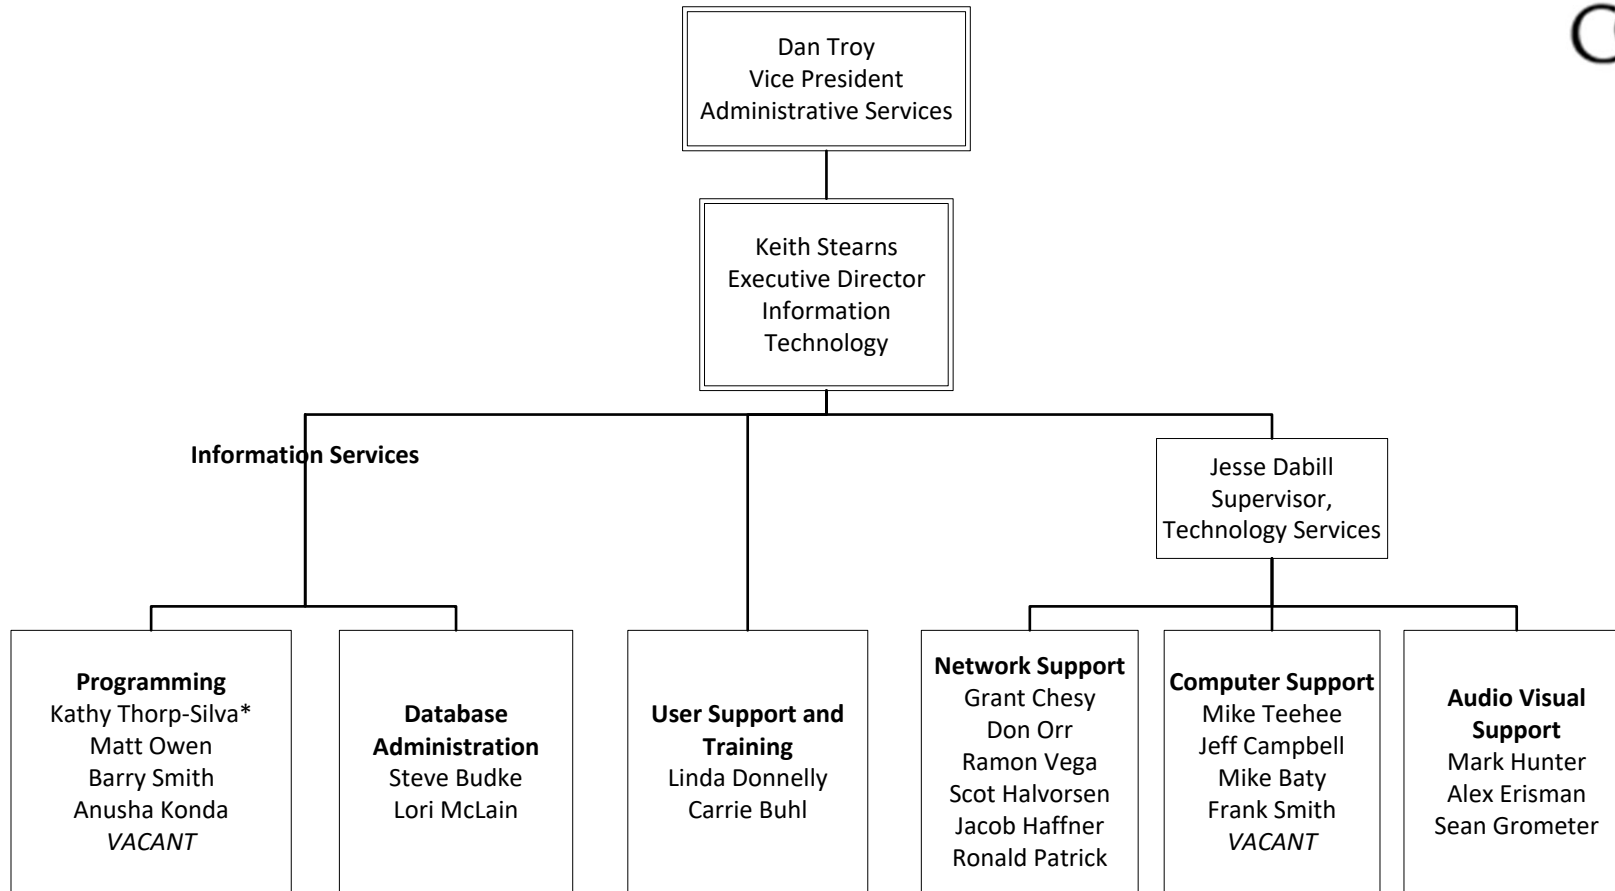 Dan Troy
Vice President
Administrative Services
Keith Stearns
Executive Director
Information
Technology
Information Services
Jesse Dabill
Supervisor,
Technology Services
Programming
Kathy Thorp-Silva*
Matt Owen
Barry Smith
Anusha Konda
VACANT
Database
Administration
Steve Budke
Lori McLain
User Support and
Training
Linda Donnelly
Carrie Buhl
Network Support
Grant Chesy
Don Orr
Ramon Vega
Scot Halvorsen
Jacob Haffner
Ronald Patrick
Computer Support
Mike Teehee
Jeff Campbell
Mike Baty
Frank Smith
VACANT
Audio Visual
Support
Mark Hunter
Alex Erisman
Sean Grometer